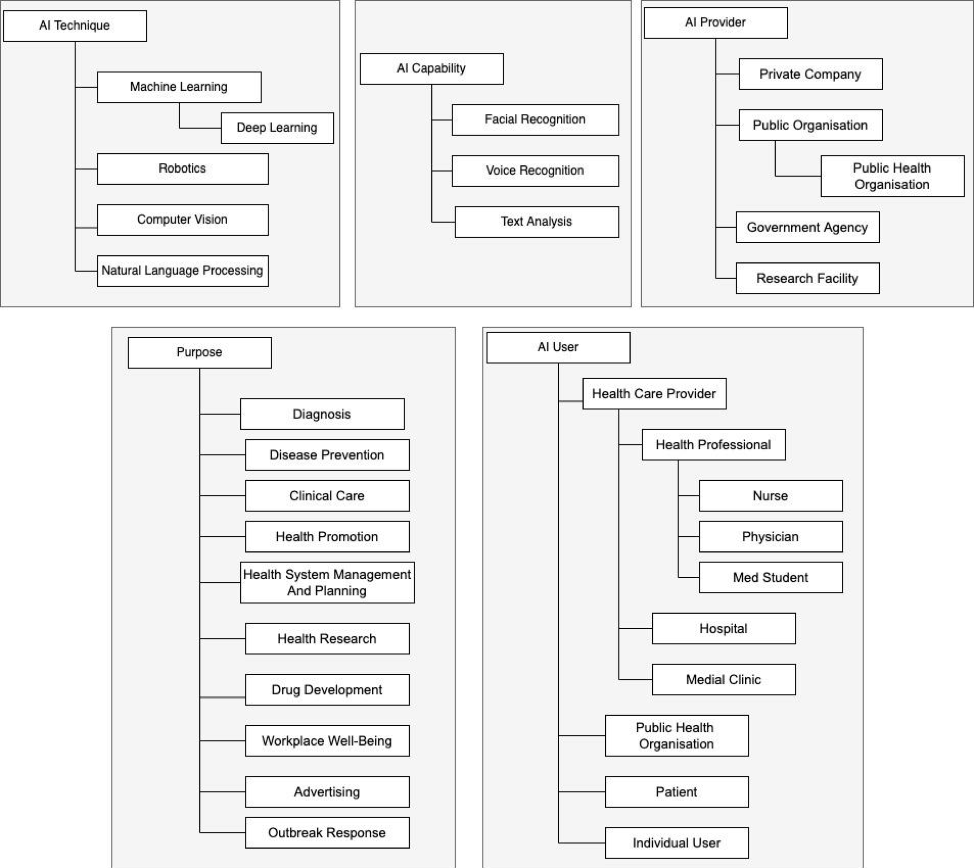 AI Technique
Machine Learning
Deep Learning
Robotics
Computer Vision
Natural Language Processing
AI Capability
Facial Recognition
Voice Recognition
Text Analysis
AI Provider
Private Company
Public Organisation
Public Health
Organisation
Government Agency
Research Facility
Purpose
Diagnosis
Disease Prevention
Clinical Care
Health Promotion
Health System Management
And Planning
Health Research
Drug Development
Workplace Well-Being
Advertising
Outbreak Response
AI User
Health Care Provider
Health Professional
Nurse
Physician
Med Student
Hospital
Medial Clinic
Public Health
Organisation
Patient
Individual User